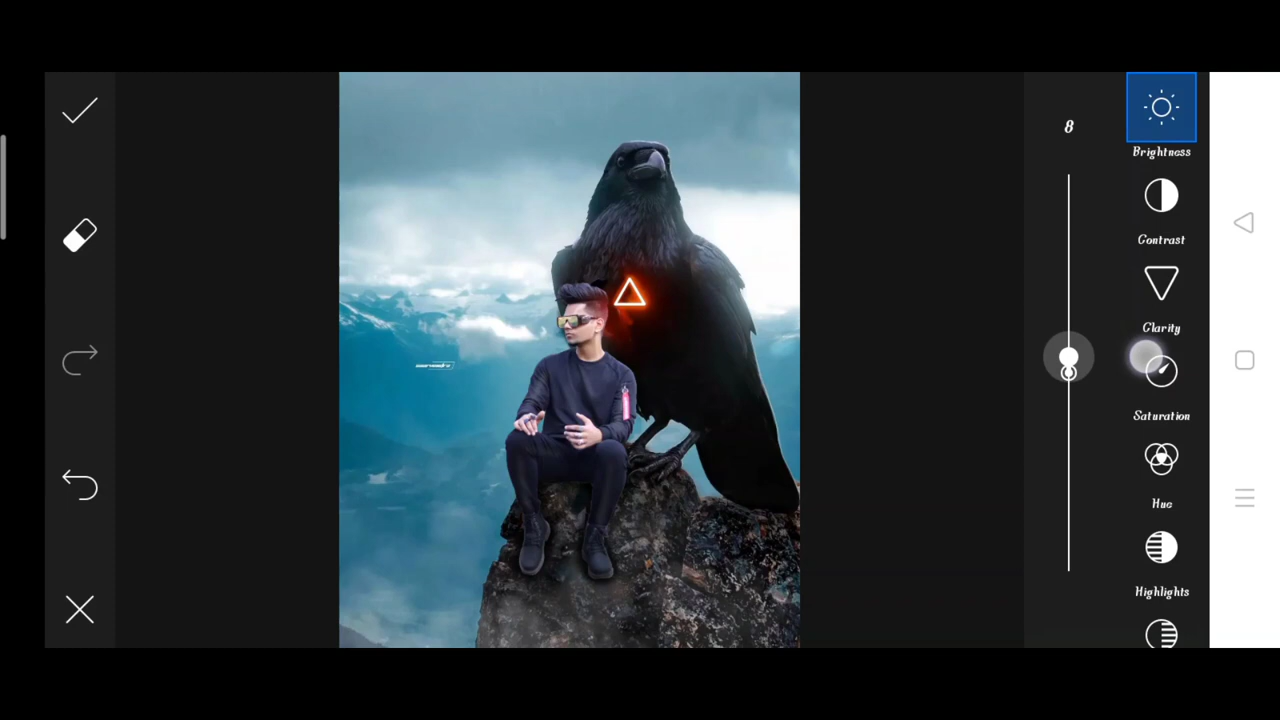 8
Brightness
Contrast
Clarity
Saturation
Hue
Highlights